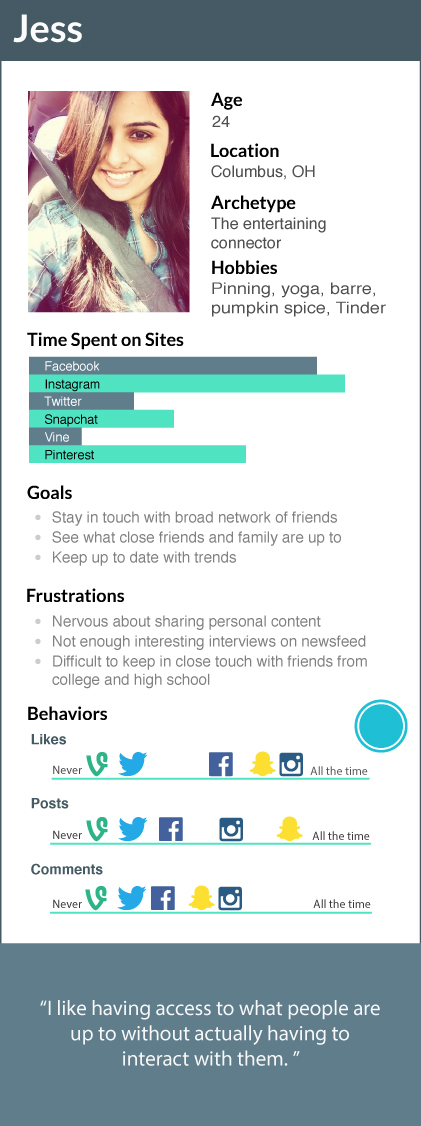 Jess
Age
24
Location
Columbus, OH
Archetype
The entertaining
connector
Hobbies
Pinning, yoga, barre,
pumpkin spice, Tinder
Time Spent on Sites
Facebook
Instagram
Twitter
Snapchat
Vine
Pinterest
Goals
Stay in touch with broad network of friends
See what close friends and family are up to
Keep up to date with trends
Frustrations
Nervous about sharing personal content
Not enough interesting interviews on newsfeed
Difficult to keep in close touch with friends from
college and high school
Behaviors
Likes
Never All the time
Posts
Never All the time
Comments
Never All the time
“I like having access to what people are
up to without actually having to
interact with them. ”